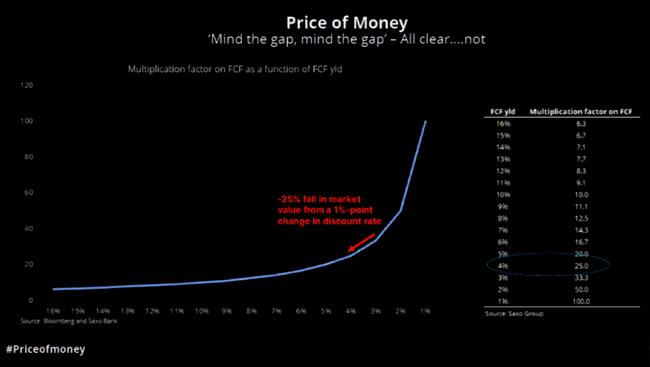 Price of Money
‘Mind the gap, mind the gap’ – All clear....not
Multiplication factor on FCF as a function of FCF yld
120
100
80
60
40
20
0
16% 15% 14% 13% 12% 11% 10% 9% 8% 7% 6% 5% 4% 3% 2% 1%
-25% fall in market
value from a 1%-point
change in discount rate
Source: Bloomberg and Saxo Bank
FCF yld Multiplication factor on FCF
16% 6.3
15% 6.7
14% 7.1
13% 7.7
12% 8.3
11% 9.1
10% 10.0
9% 11.1
8% 12.5
7% 14.3
6% 16.7
5% 20.0
4% 25.0
3% 33.3
2% 50.0
1% 100.0
Source: Saxo Group
#Priceofmoney